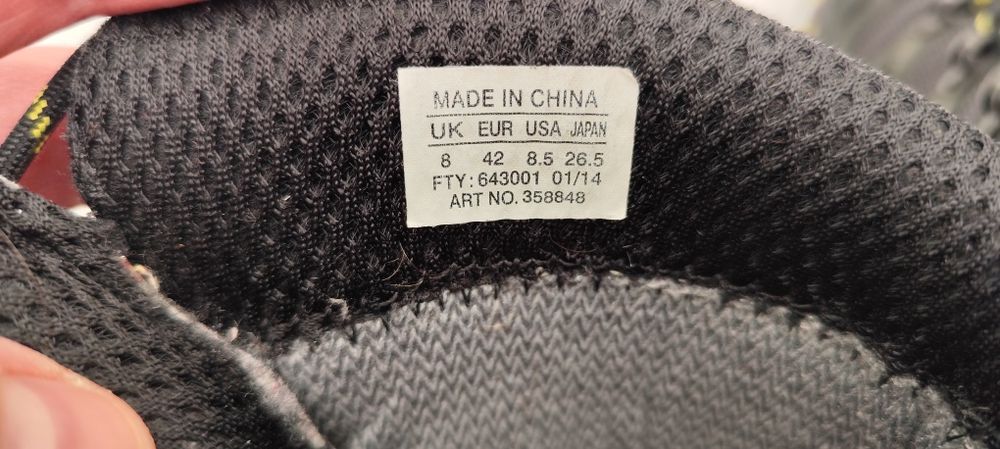 MADE IN CHINA
UK EUR USA JAPAN
8 42 8.5 26.5
FTY: 643001 01/14
ART NO. 358848